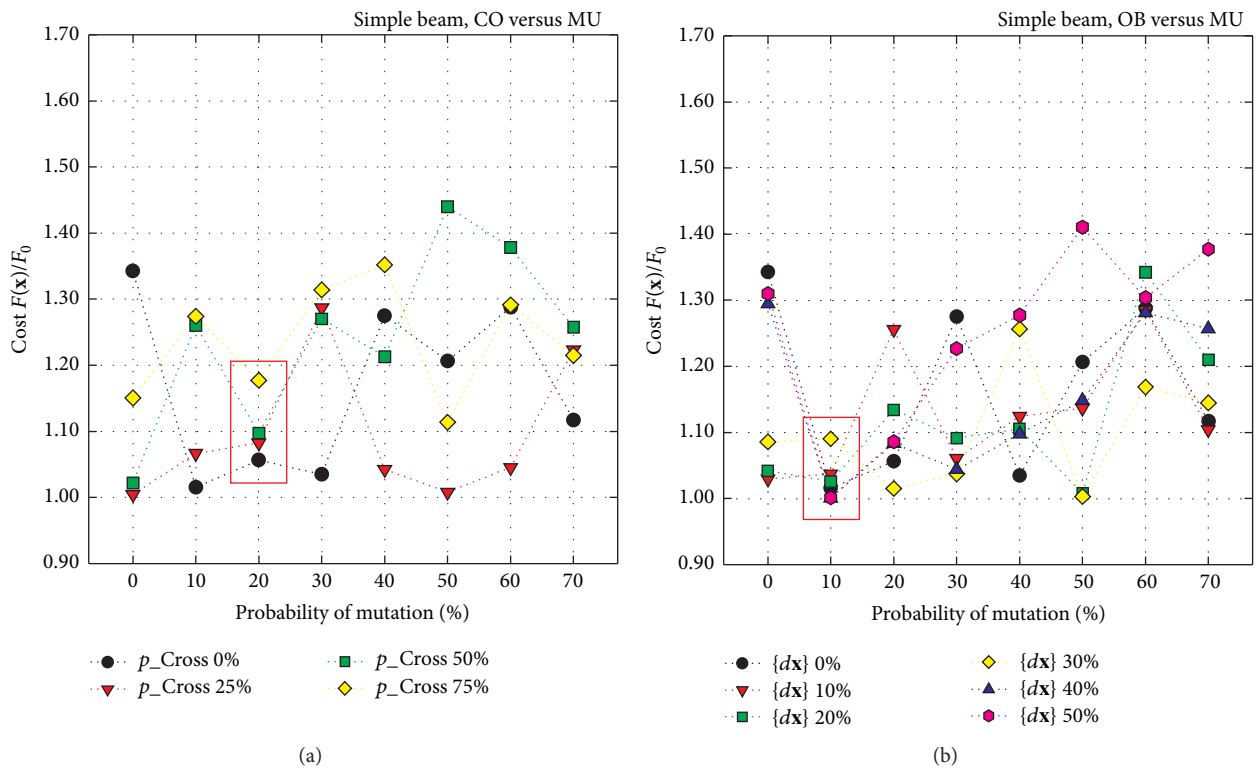 Simple beam, CO versus MU
1.70
1.60
1.50
1.40
1.30
1.20
1.10
1.00
0.90
Cost F(x)/F0
0 10 20 30 40 50 60 70
Probability of mutation (%)
p_Cross 0%
p_Cross 25%
p_Cross 50%
p_Cross 75%
(a)
Simple beam, OB versus MU
1.70
1.60
1.50
1.40
1.30
1.20
1.10
1.00
0.90
Cost F(x)/F0
0 10 20 30 40 50 60 70
Probability of mutation (%)
{dx} 0%
{dx} 10%
{dx} 20%
{dx} 30%
{dx} 40%
{dx} 50%
(b)